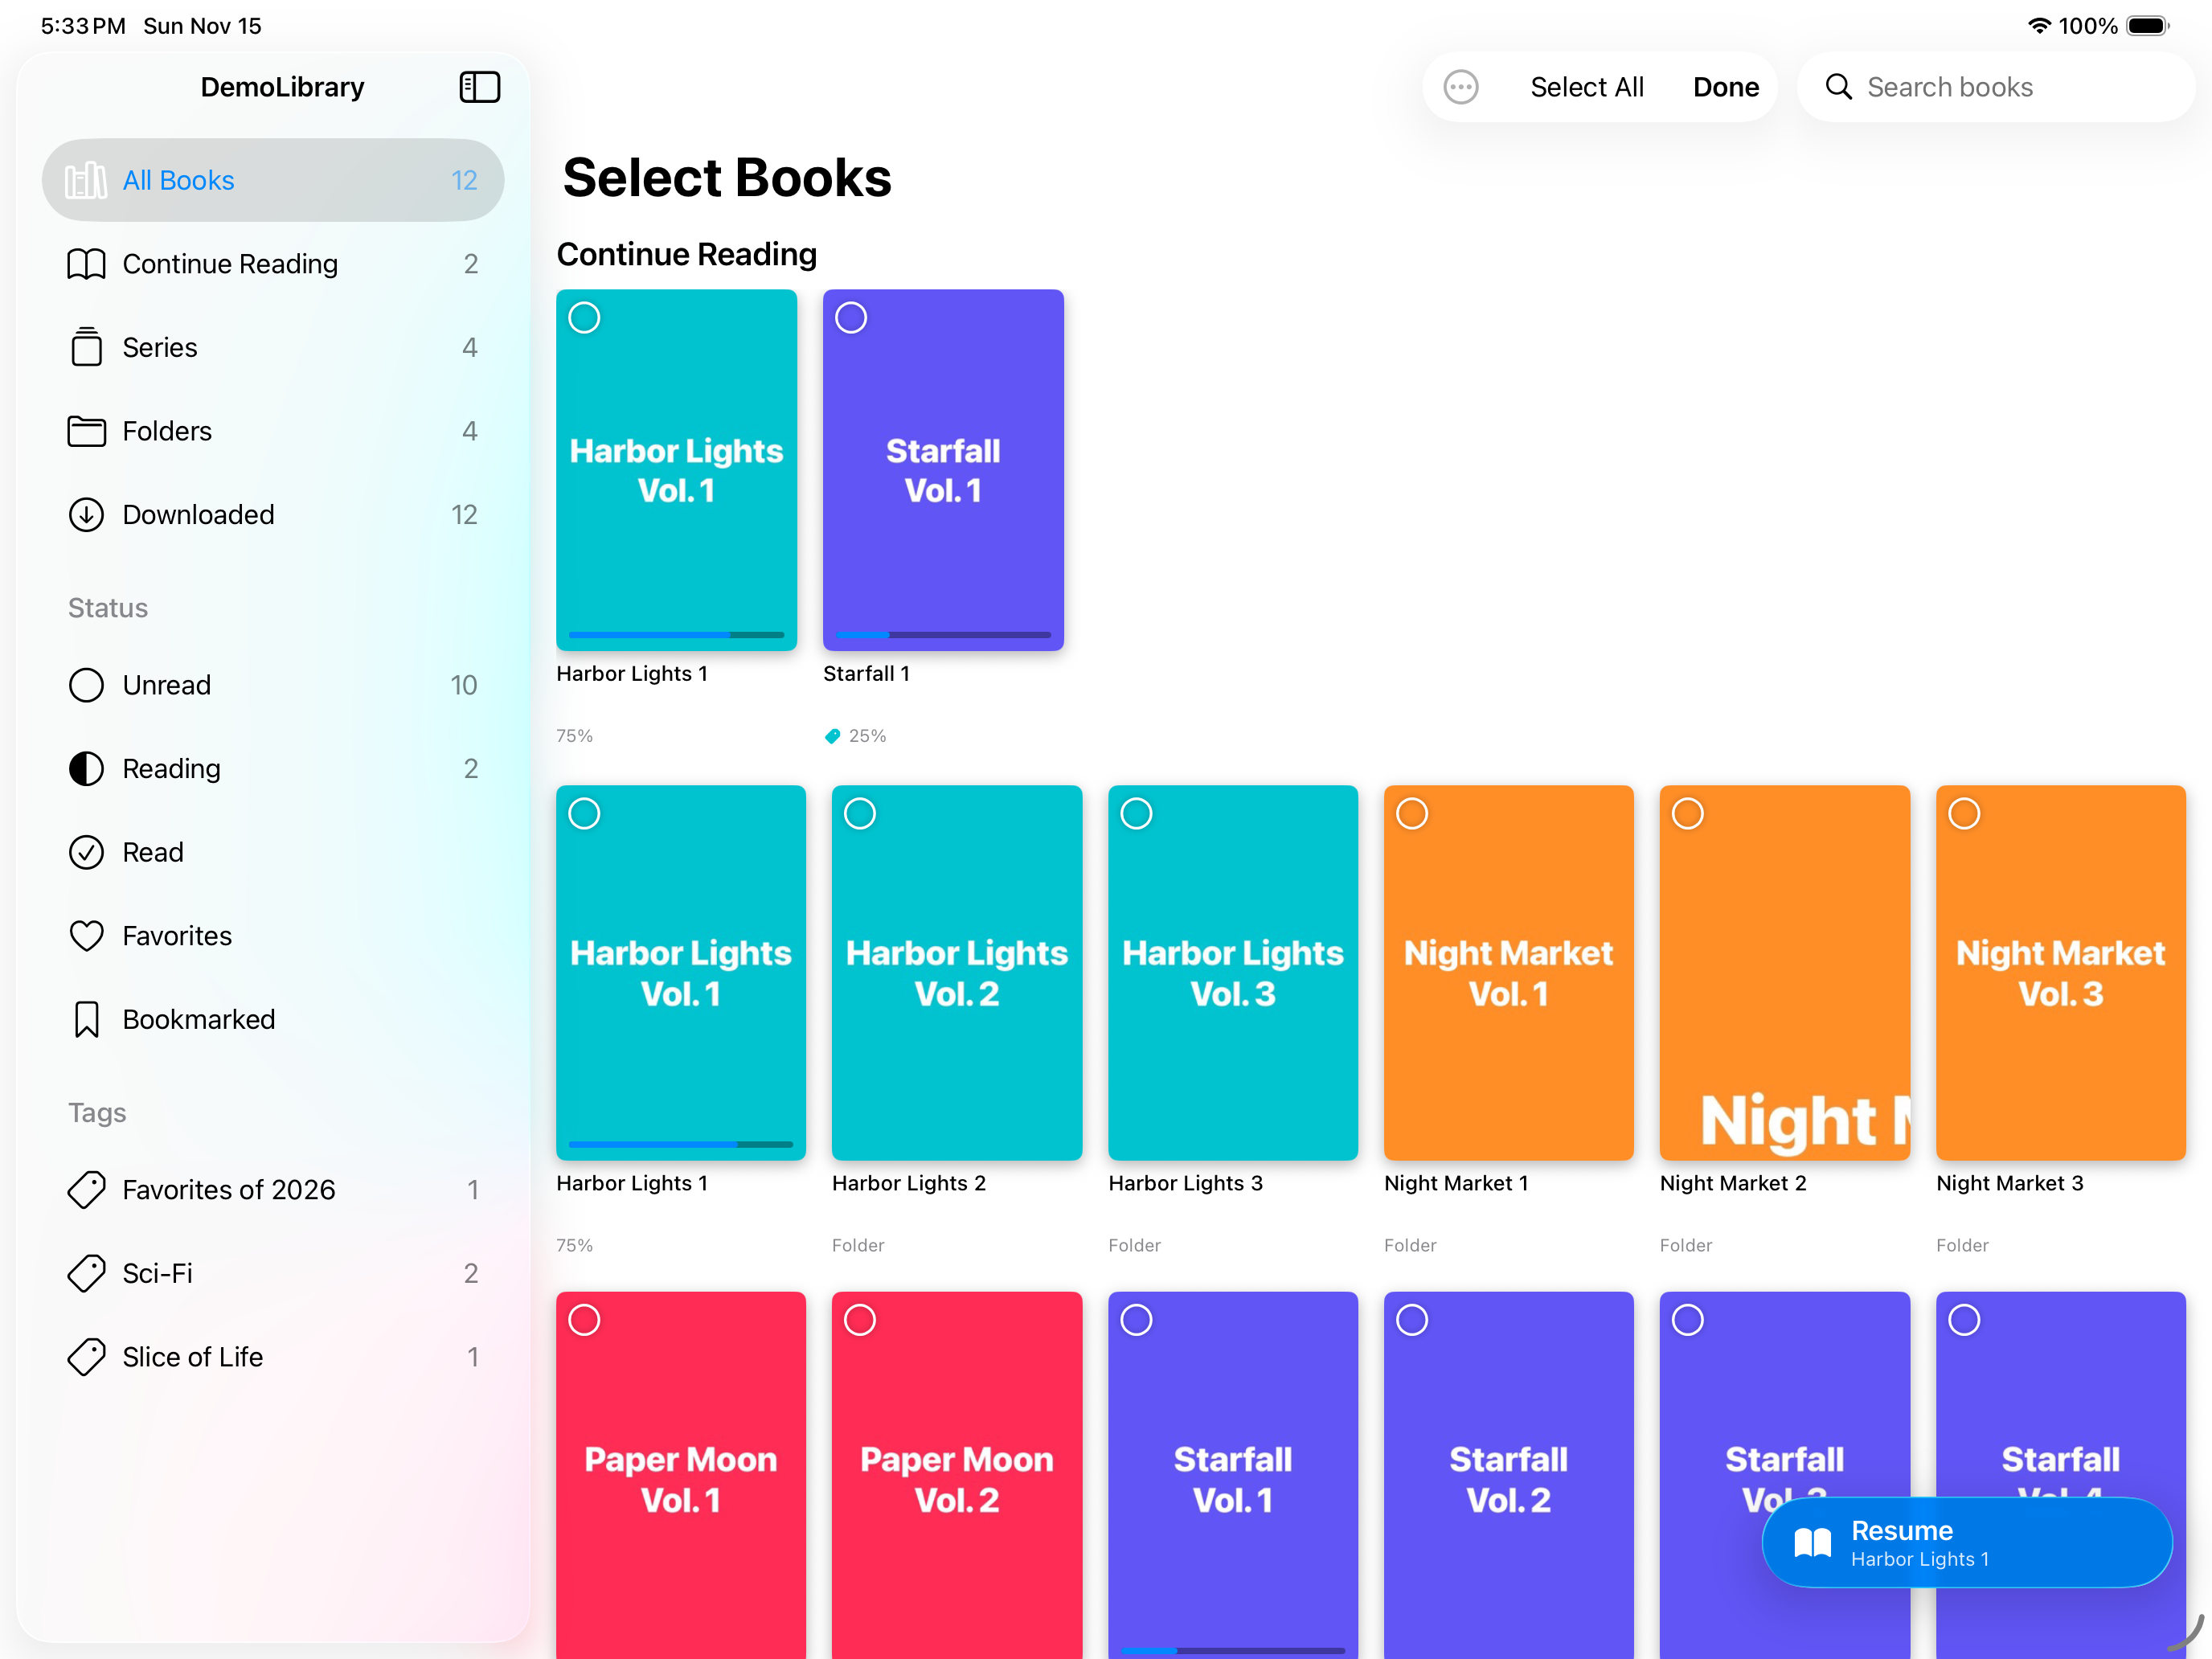 5:33 PM Sun Nov 15
100%
DemoLibrary
Select All
Done
Search books
All Books 12
Continue Reading 2
Series 4
Folders 4
Downloaded 12
Status
Unread 10
Reading 2
Read
Favorites
Bookmarked
Tags
Favorites of 2026 1
Sci-Fi 2
Slice of Life 1
Select Books
Continue Reading
Harbor Lights
Vol. 1
Starfall
Vol. 1
Harbor Lights 1
Starfall 1
75%
25%
Harbor Lights
Vol. 1
Harbor Lights
Vol. 2
Harbor Lights
Vol. 3
Night Market
Vol. 1
Night
Night Market
Vol. 3
Harbor Lights 1
Harbor Lights 2
Harbor Lights 3
Night Market 1
Night Market 2
Night Market 3
75%
Folder
Folder
Folder
Folder
Folder
Paper Moon
Vol. 1
Paper Moon
Vol. 2
Starfall
Vol. 1
Starfall
Vol. 2
Starfall
Starfall
Resume
Harbor Lights 1